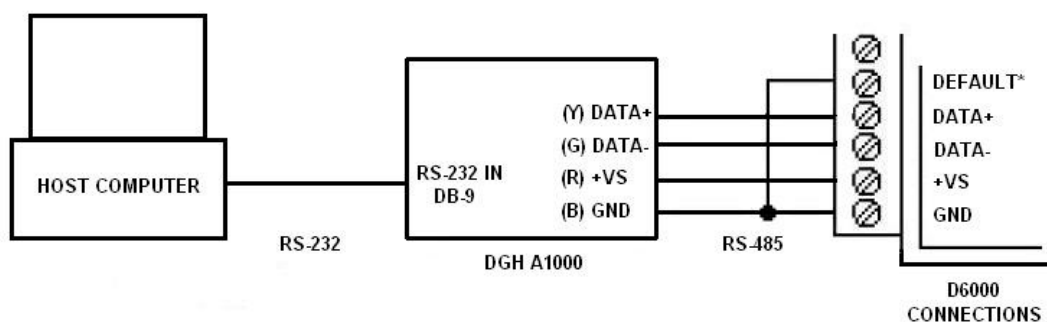 HOST COMPUTER
RS-232
RS-232 IN
DB-9
(Y) DATA+
(G) DATA-
(R) +VS
(B) GND
DGH A1000
RS-485
DEFAULT*
DATA+
DATA-
+VS
GND
D6000
CONNECTIONS